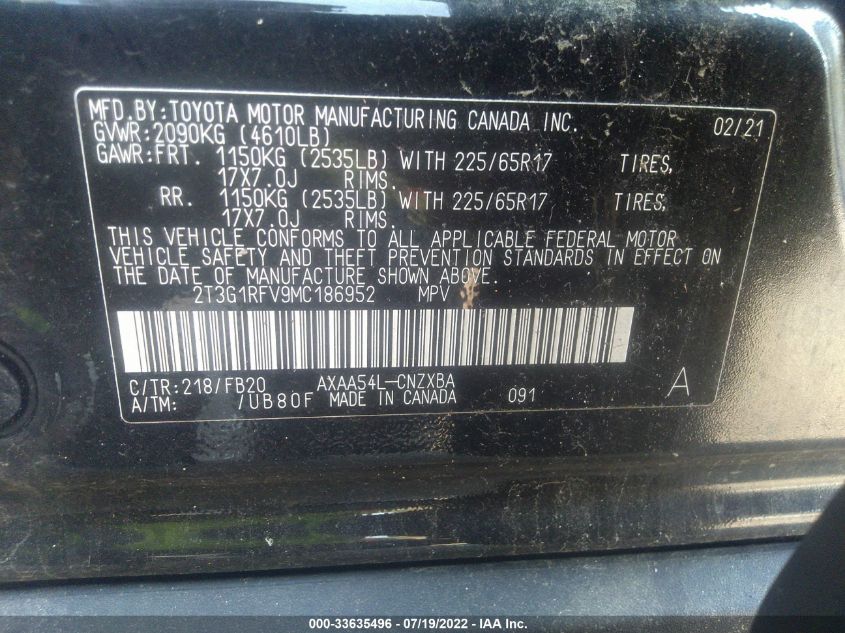 MFD.BY:TOYOTA MOTOR MANUFACTURING CANADA INC. 02/21
GVWR:2090KG (4610LB)
GAWR:FRT. 1150KG (2535LB) WITH 225/65R17 TIRES,
17X7.0J RIMS.
RR. 1150KG (2535LB) WITH 225/65R17 TIRES,
17X7.0J RIMS.
THIS VEHICLE CONFORMS TO ALL APPLICABLE FEDERAL MOTOR
VEHICLE SAFETY AND THEFT PREVENTION STANDARDS IN EFFECT ON
THE DATE OF MANUFACTURE SHOWN ABOVE.
2T3G1RFV9MC186952 MPV
C/TR:218/FB20 AXAA54L-CNZXBA
A/TM: /UB80F MADE IN CANADA 091 A
000-33635496 - 07/19/2022 - IAA Inc.